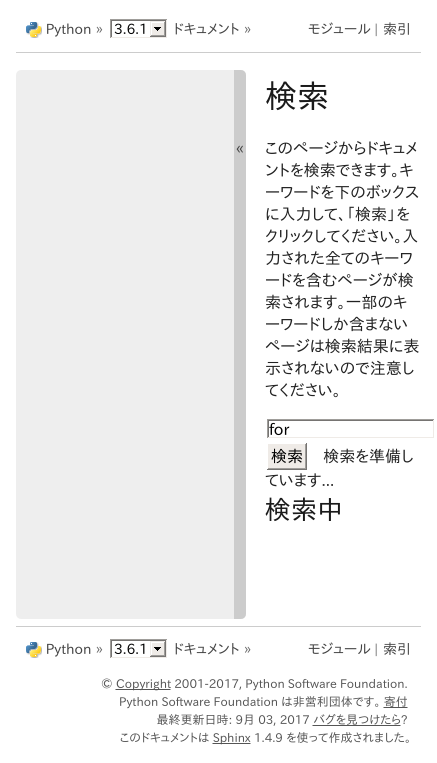 Python » 3.6.1 ドキュメント » モジュール | 索引
«
検索
このページからドキュメ
ントを検索できます。キ
ーワードを下のボックス
に入力して、「検索」を
クリックしてください。入
力された全てのキーワ
ードを含むページが検
索されます。一部のキ
ーワードしか含まない
ページは検索結果に表
示されないので注意し
てください。
for
検索 検索を準備し
ています...
検索中
Python » 3.6.1 ドキュメント » モジュール | 索引
© Copyright 2001-2017, Python Software Foundation.
Python Software Foundation は非営利団体です。 寄付
最終更新日時: 9月 03, 2017 バグを見つけたら?
このドキュメントは Sphinx 1.4.9 を使って作成されました。